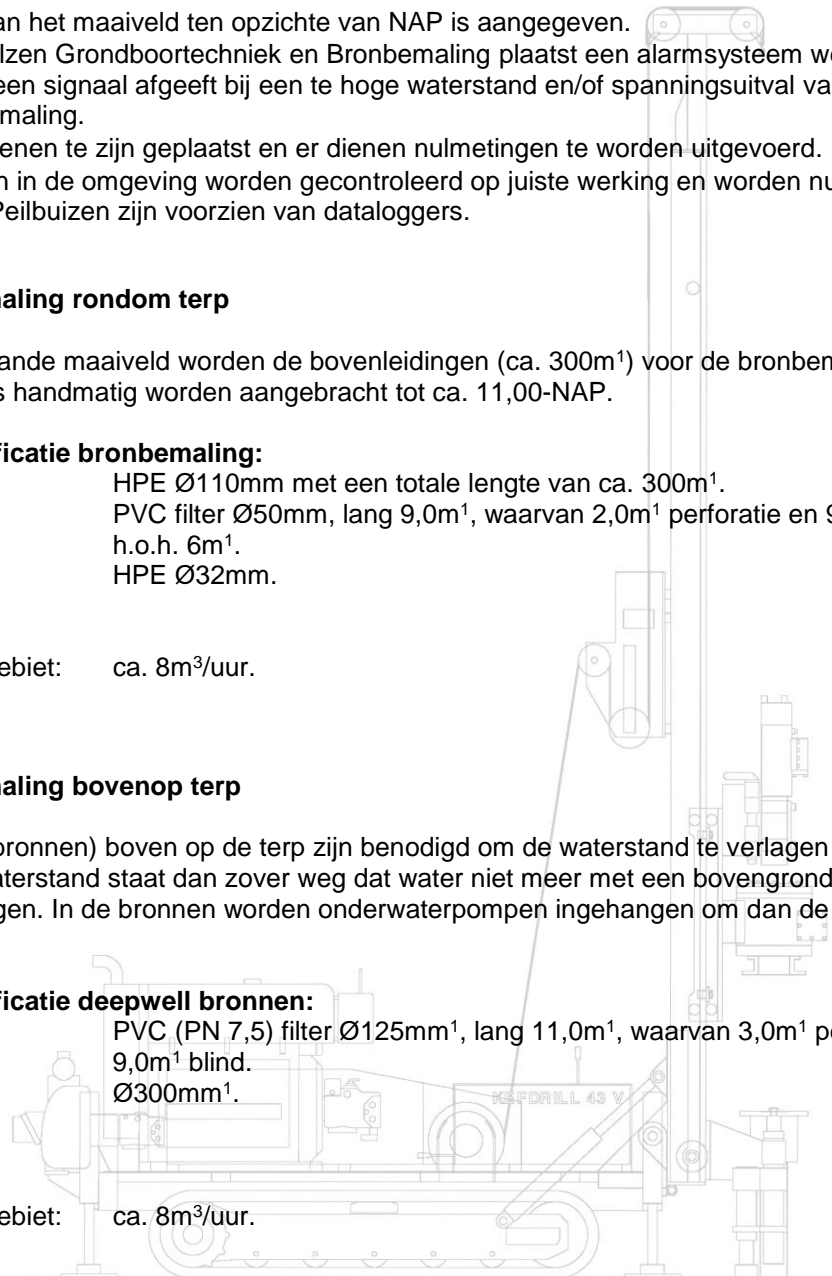 an het maaiveld ten opzichte van NAP is aangegeven.
lzen Grondboortechniek en Bronbemaling plaatst een alarmsysteem we
een signaal afgeeft bij een te hoge waterstand en/of spanningsuitval va
maling.
enen te zijn geplaatst en er dienen nulmetingen te worden uitgevoerd.
n in de omgeving worden gecontroleerd op juiste werking en worden nu
Peilbuizen zijn voorzien van dataloggers.
naling rondom terp
ande maaiveld worden de bovenleidingen (ca. 300m¹) voor de bronbem
s handmatig worden aangebracht tot ca. 11,00-NAP.
ficatie bronbemaling:
HPE Ø110mm met een totale lengte van ca. 300m¹.
PVC filter Ø50mm, lang 9,0m¹, waarvan 2,0m¹ perforatie en 9
h.o.h. 6m¹.
HPE Ø32mm.
ebiet: ca. 8m³/uur.
naling bovenop terp
bronnen) boven op de terp zijn benodigd om de waterstand te verlagen
aterstand staat dan zover weg dat water niet meer met een bovengrond
gen. In de bronnen worden onderwaterpompen ingehangen om dan de
ficatie deepwell bronnen:
PVC (PN 7,5) filter Ø125mm¹, lang 11,0m¹, waarvan 3,0m¹ pe
9,0m¹ blind.
Ø300mm¹.
DRILL 43 V
ebiet: ca. 8m³/uur.